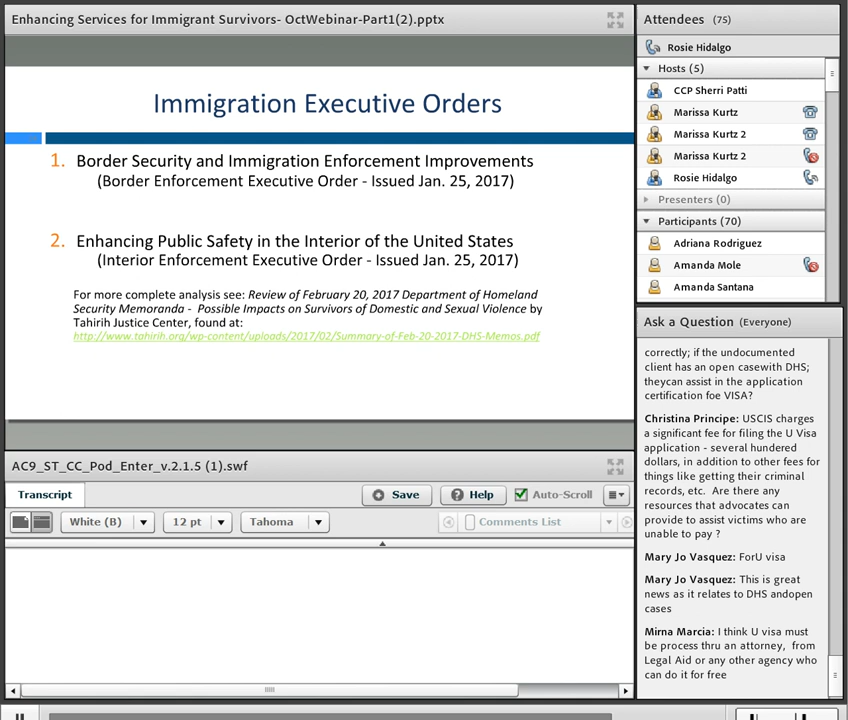 Enhancing Services for Immigrant Survivors- OctWebinar-Part1(2).pptx
Immigration Executive Orders
1. Border Security and Immigration Enforcement Improvements
(Border Enforcement Executive Order - Issued Jan. 25, 2017)
2. Enhancing Public Safety in the Interior of the United States
(Interior Enforcement Executive Order - Issued Jan. 25, 2017)
For more complete analysis see: Review of February 20, 2017 Department of Homeland
Security Memoranda - Possible Impacts on Survivors of Domestic and Sexual Violence by
Tahirih Justice Center, found at:
http://www.tahirih.org/wp-content/uploads/2017/02/Summary-of-Feb-20-2017-DHS-Memos.pdf
AC9_ST_CC_Pod_Enter_v.2.1.5 (1).swf
Transcript
Save
Help
Auto-Scroll
White (B)
12 pt
Tahoma
Comments List
Attendees (75)
Rosie Hidalgo
Hosts (5)
CCP Sherri Patti
Marissa Kurtz
Marissa Kurtz 2
Marissa Kurtz 2
Rosie Hidalgo
Presenters (0)
Participants (70)
Adriana Rodriguez
Amanda Mole
Amanda Santana
Ask a Question (Everyone)
correctly; if the undocumented
client has an open casewith DHS;
theycan assist in the application
certification foe VISA?
Christina Principe: USCIS charges
a significant fee for filing the U Visa
application - several hundered
dollars, in addition to other fees for
things like getting their criminal
records, etc. Are there any
resources that advocates can
provide to assist victims who are
unable to pay ?
Mary Jo Vasquez: ForU visa
Mary Jo Vasquez: This is great
news as it relates to DHS andopen
cases
Mirna Marcia: I think U visa must
be process thru an attorney, from
Legal Aid or any other agency who
can do it for free